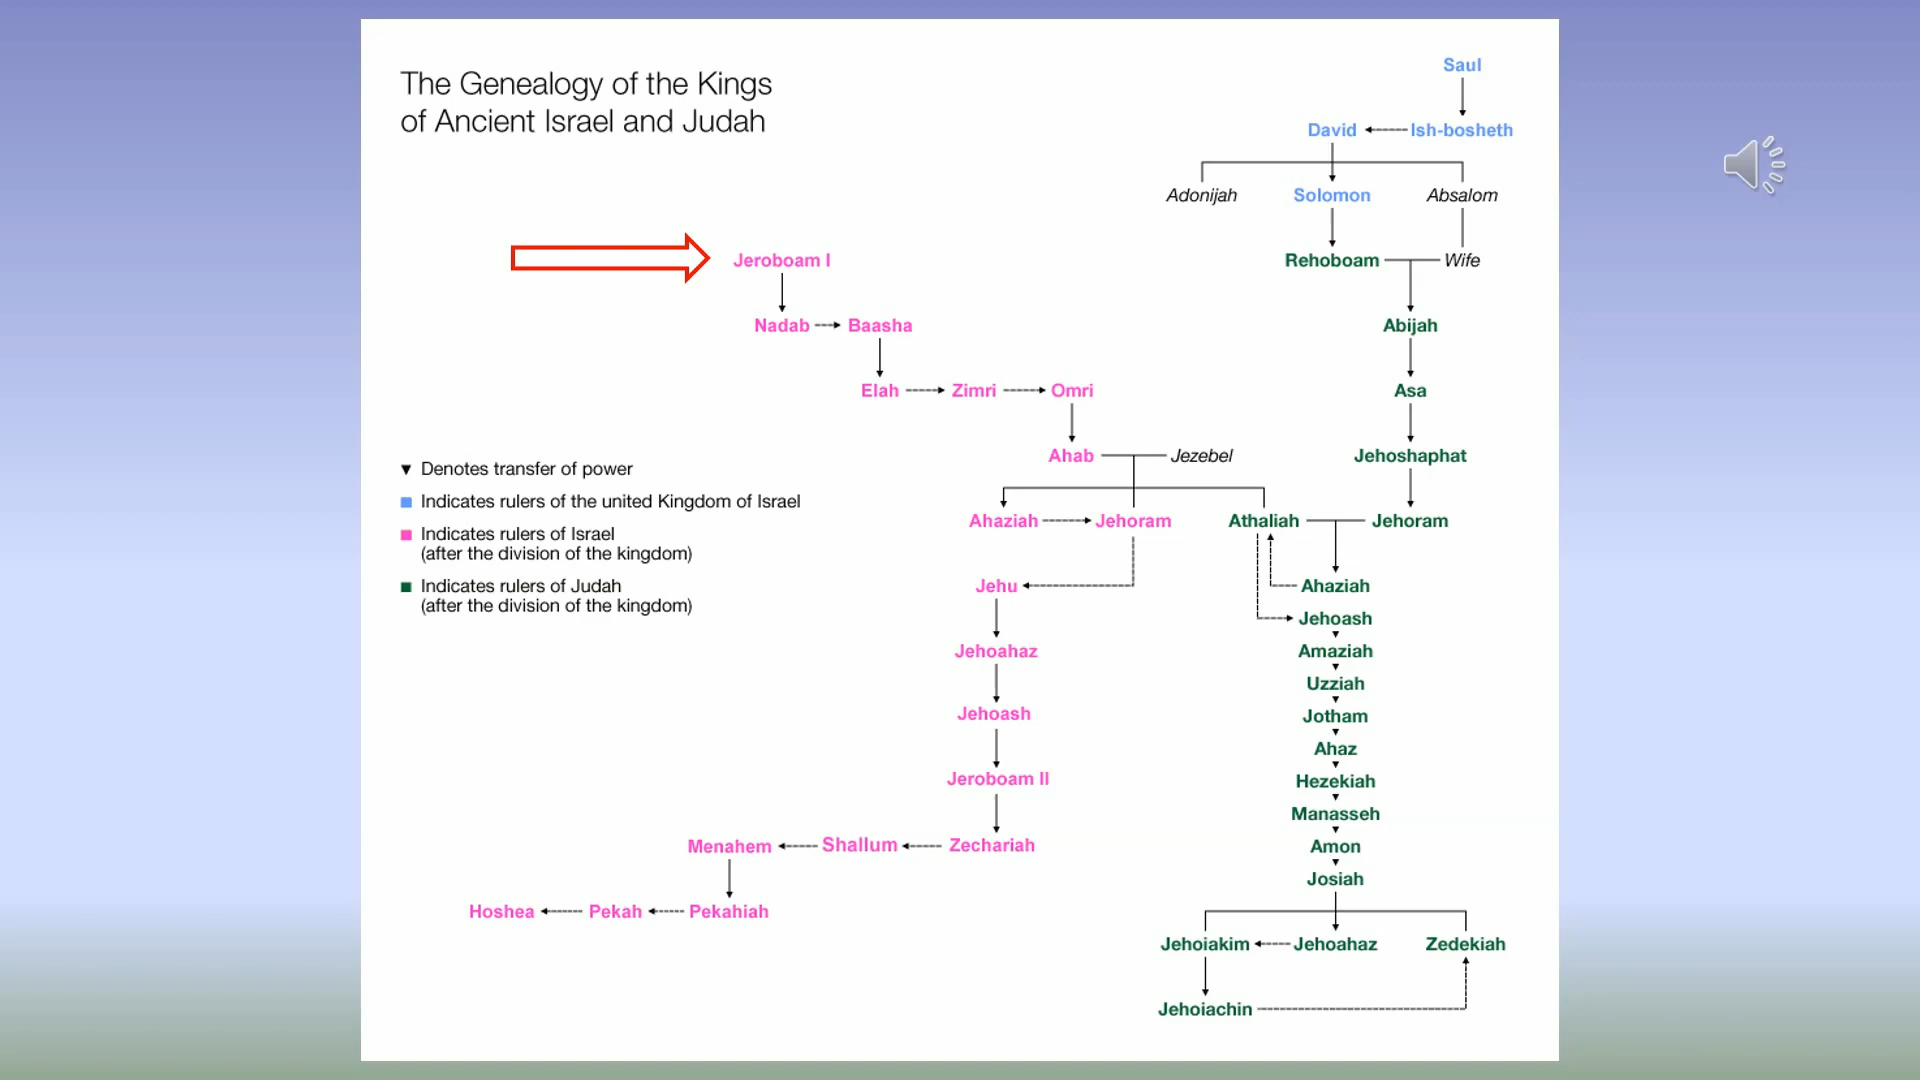 The Genealogy of the Kings
of Ancient Israel and Judah
Saul
David
Ish-bosheth
Adonijah
Solomon
Absalom
Jeroboam I
Rehoboam
Wife
Nadab
Baasha
Abijah
Elah
Zimri
Omri
Asa
Ahab
Jezebel
Jehoshaphat
Denotes transfer of power
Indicates rulers of the united Kingdom of Israel
Indicates rulers of Israel
(after the division of the kingdom)
Indicates rulers of Judah
(after the division of the kingdom)
Ahaziah
Jehoram
Athaliah
Jehoram
Jehu
Ahaziah
Jehoash
Jehoahaz
Amaziah
Uzziah
Jehoash
Jotham
Ahaz
Jeroboam II
Hezekiah
Manasseh
Menahem
Shallum
Zechariah
Amon
Josiah
Hoshea
Pekah
Pekahiah
Jehoiakim
Jehoahaz
Zedekiah
Jehoiachin